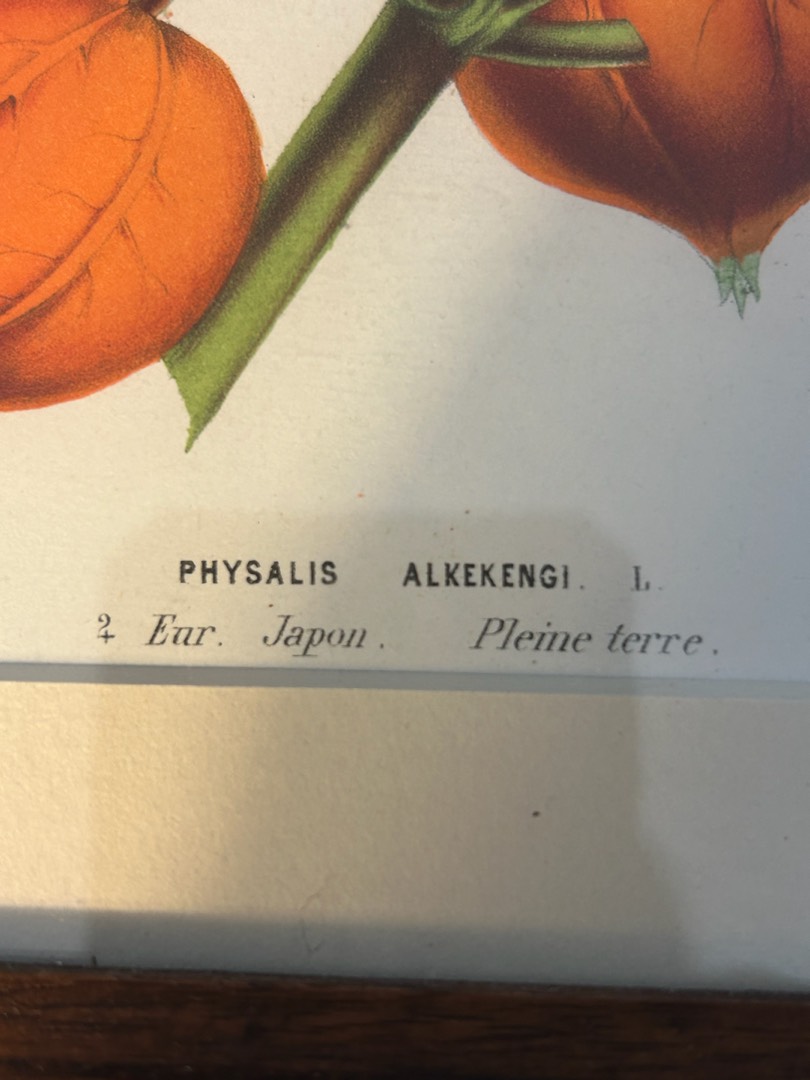 PHYSALIS ALKEKENGI. L.
♃ Eur. Japon. Pleine terre.